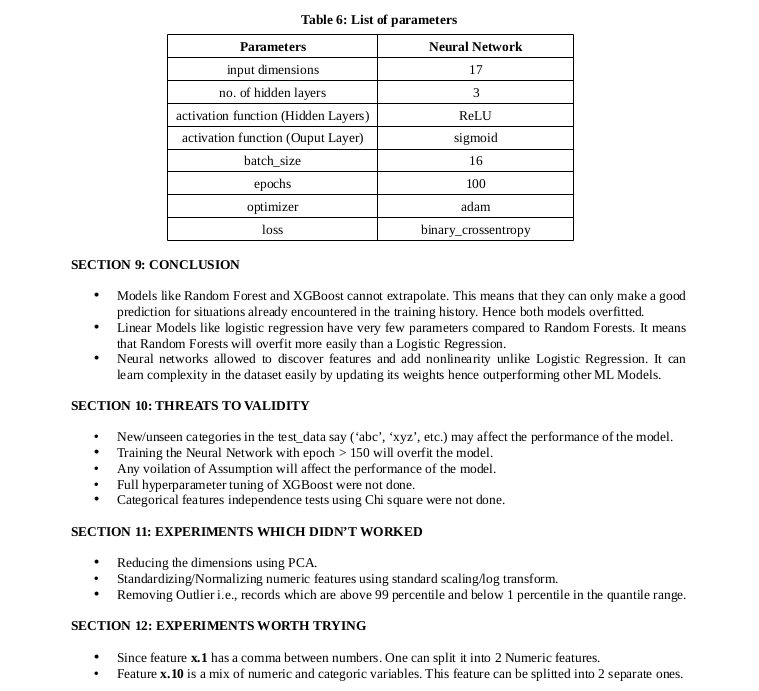 Table 6: List of parameters
Parameters Neural Network
input dimensions 17
no. of hidden layers 3
activation function (Hidden Layers) ReLU
activation function (Ouput Layer) sigmoid
batch_size 16
epochs 100
optimizer adam
loss binary_crossentropy
SECTION 9: CONCLUSION
• Models like Random Forest and XGBoost cannot extrapolate. This means that they can only make a good
prediction for situations already encountered in the training history. Hence both models overfitted.
• Linear Models like logistic regression have very few parameters compared to Random Forests. It means
that Random Forests will overfit more easily than a Logistic Regression.
• Neural networks allowed to discover features and add nonlinearity unlike Logistic Regression. It can
learn complexity in the dataset easily by updating its weights hence outperforming other ML Models.
SECTION 10: THREATS TO VALIDITY
• New/unseen categories in the test_data say (‘abc’, ‘xyz’, etc.) may affect the performance of the model.
• Training the Neural Network with epoch > 150 will overfit the model.
• Any voilation of Assumption will affect the performance of the model.
• Full hyperparameter tuning of XGBoost were not done.
• Categorical features independence tests using Chi square were not done.
SECTION 11: EXPERIMENTS WHICH DIDN’T WORKED
• Reducing the dimensions using PCA.
• Standardizing/Normalizing numeric features using standard scaling/log transform.
• Removing Outlier i.e., records which are above 99 percentile and below 1 percentile in the quantile range.
SECTION 12: EXPERIMENTS WORTH TRYING
• Since feature x.1 has a comma between numbers. One can split it into 2 Numeric features.
• Feature x.10 is a mix of numeric and categoric variables. This feature can be splitted into 2 separate ones.